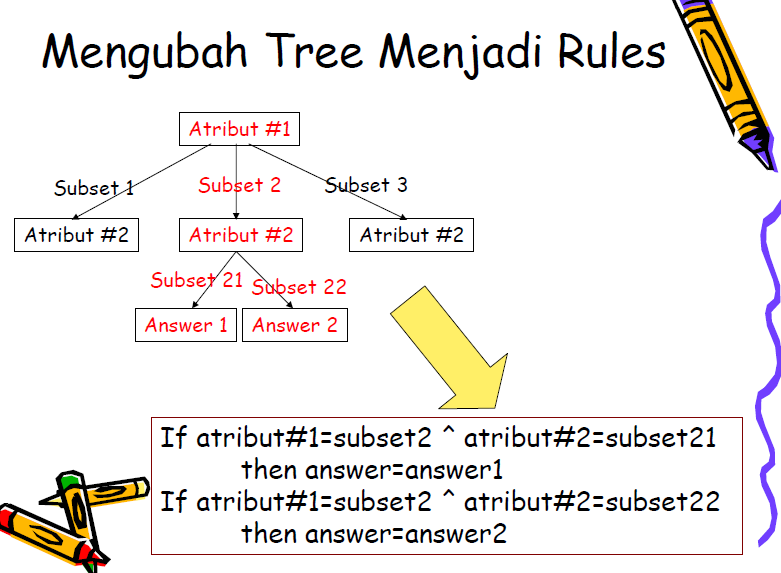 Mengubah Tree Menjadi Rules
Atribut #1
Subset 1
Subset 2
Subset 3
Atribut #2
Atribut #2
Atribut #2
Subset 21
Subset 22
Answer 1
Answer 2
If atribut#1=subset2 ^ atribut#2=subset21
then answer=answer1
If atribut#1=subset2 ^ atribut#2=subset22
then answer=answer2